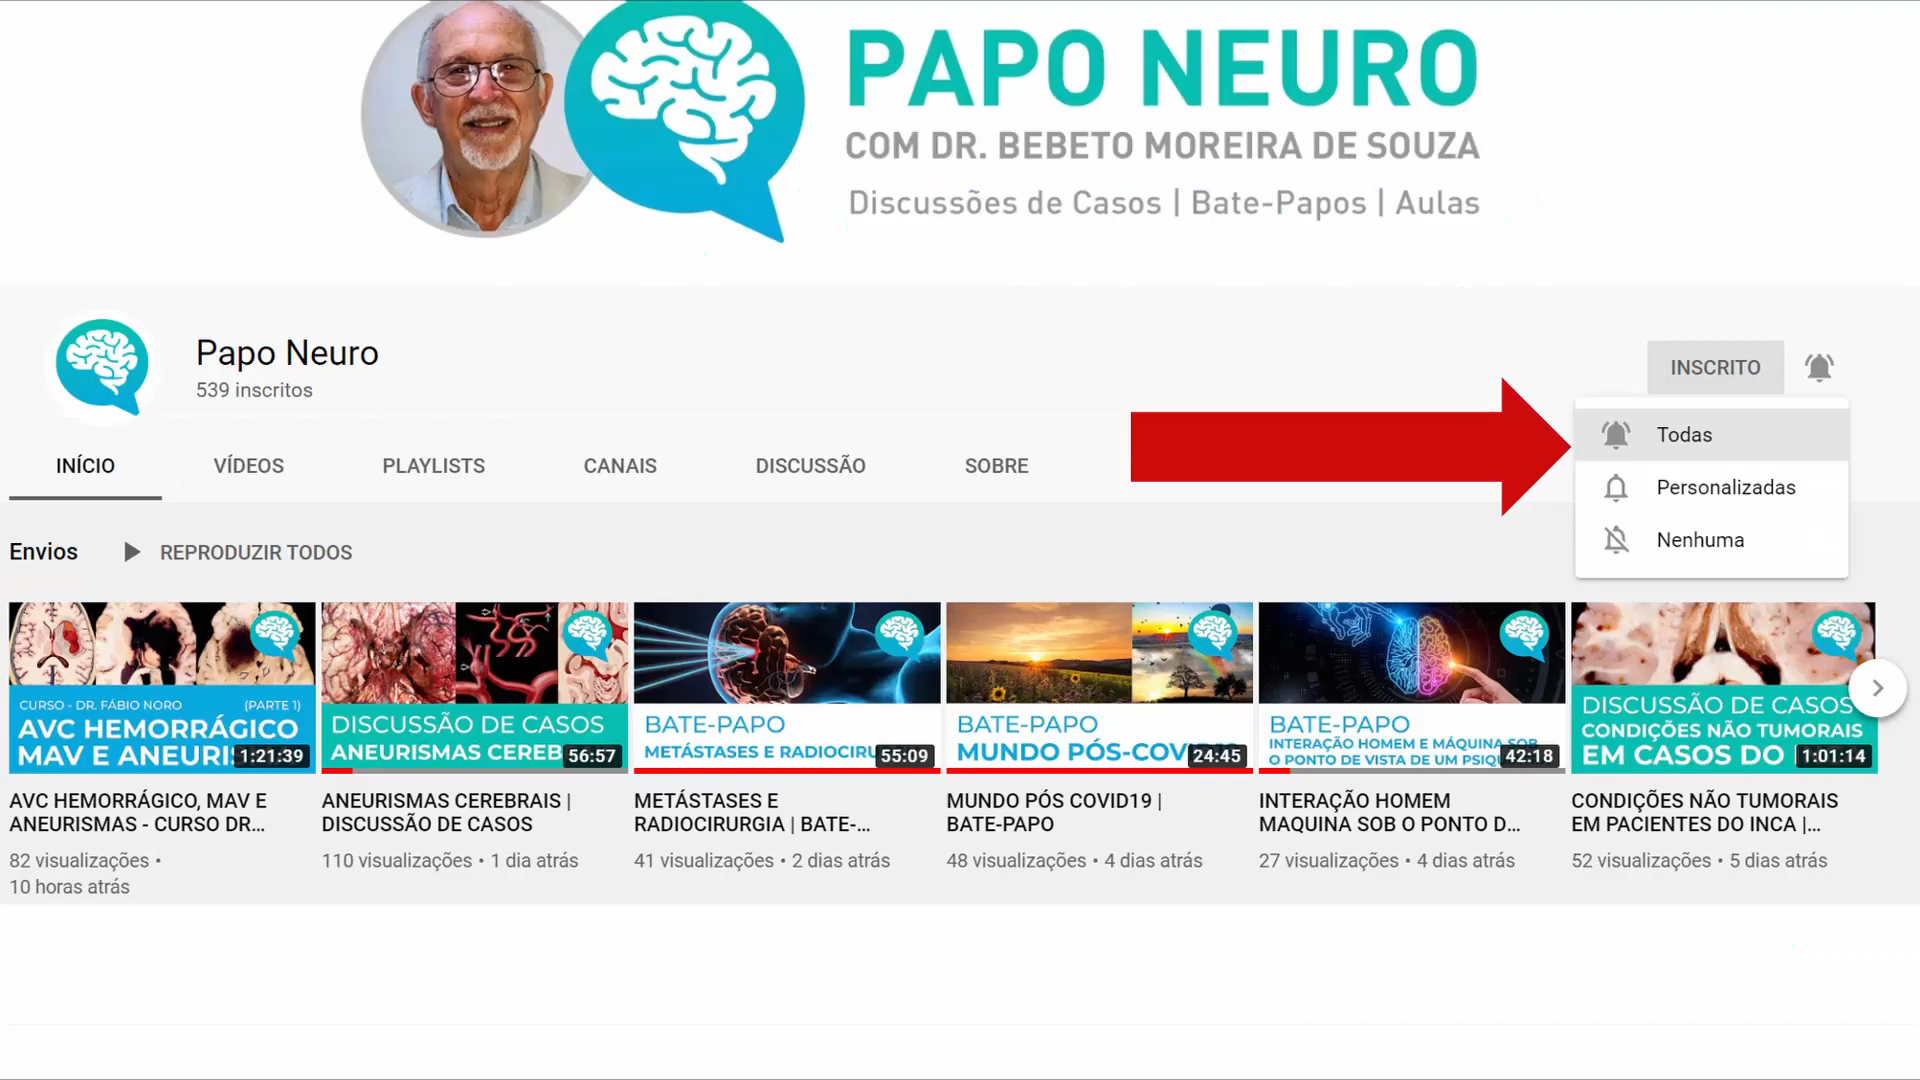 PAPO NEURO
COM DR. BEBETO MOREIRA DE SOUZA
Discussões de Casos | Bate-Papos | Aulas
Papo Neuro
539 inscritos
INSCRITO
Todas
Personalizadas
Nenhuma
INÍCIO VÍDEOS PLAYLISTS CANAIS DISCUSSÃO SOBRE
Envios REPRODUZIR TODOS
CURSO - DR. FÁBIO NORO (PARTE 1)
AVC HEMORRÁGICO
MAV E ANEURIS
1:21:39
AVC HEMORRÁGICO, MAV E
ANEURISMAS - CURSO DR...
82 visualizações •
10 horas atrás
DISCUSSÃO DE CASOS
ANEURISMAS CEREB
56:57
ANEURISMAS CEREBRAIS |
DISCUSSÃO DE CASOS
110 visualizações • 1 dia atrás
BATE-PAPO
METÁSTASES E RADIOCIRU
55:09
METÁSTASES E
RADIOCIRURGIA | BATE-...
41 visualizações • 2 dias atrás
BATE-PAPO
MUNDO PÓS-COV
24:45
MUNDO PÓS COVID19 |
BATE-PAPO
48 visualizações • 4 dias atrás
BATE-PAPO
INTERAÇÃO HOMEM E MÁQUINA SOB
O PONTO DE VISTA DE UM PSIQ
42:18
INTERAÇÃO HOMEM
MAQUINA SOB O PONTO D...
27 visualizações • 4 dias atrás
DISCUSSÃO DE CASOS
CONDIÇÕES NÃO TUMORAIS
EM CASOS DO
1:01:14
CONDIÇÕES NÃO TUMORAIS
EM PACIENTES DO INCA |...
52 visualizações • 5 dias atrás